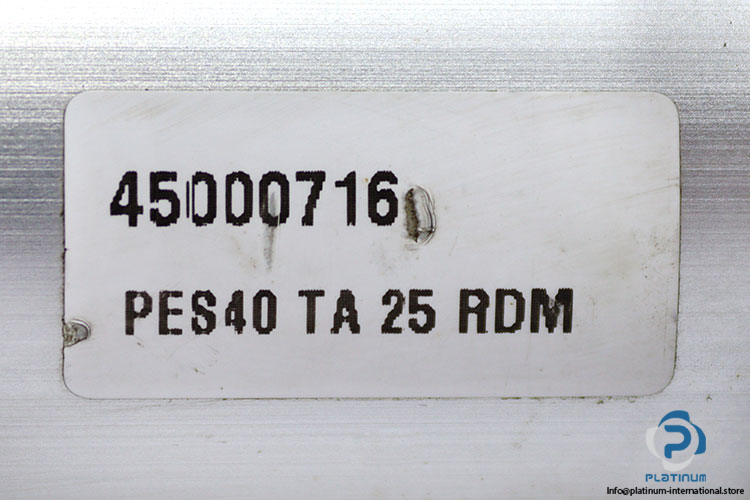 45000716
PES40 TA 25 RDM
PLATINUM
Info@platinum-international.store